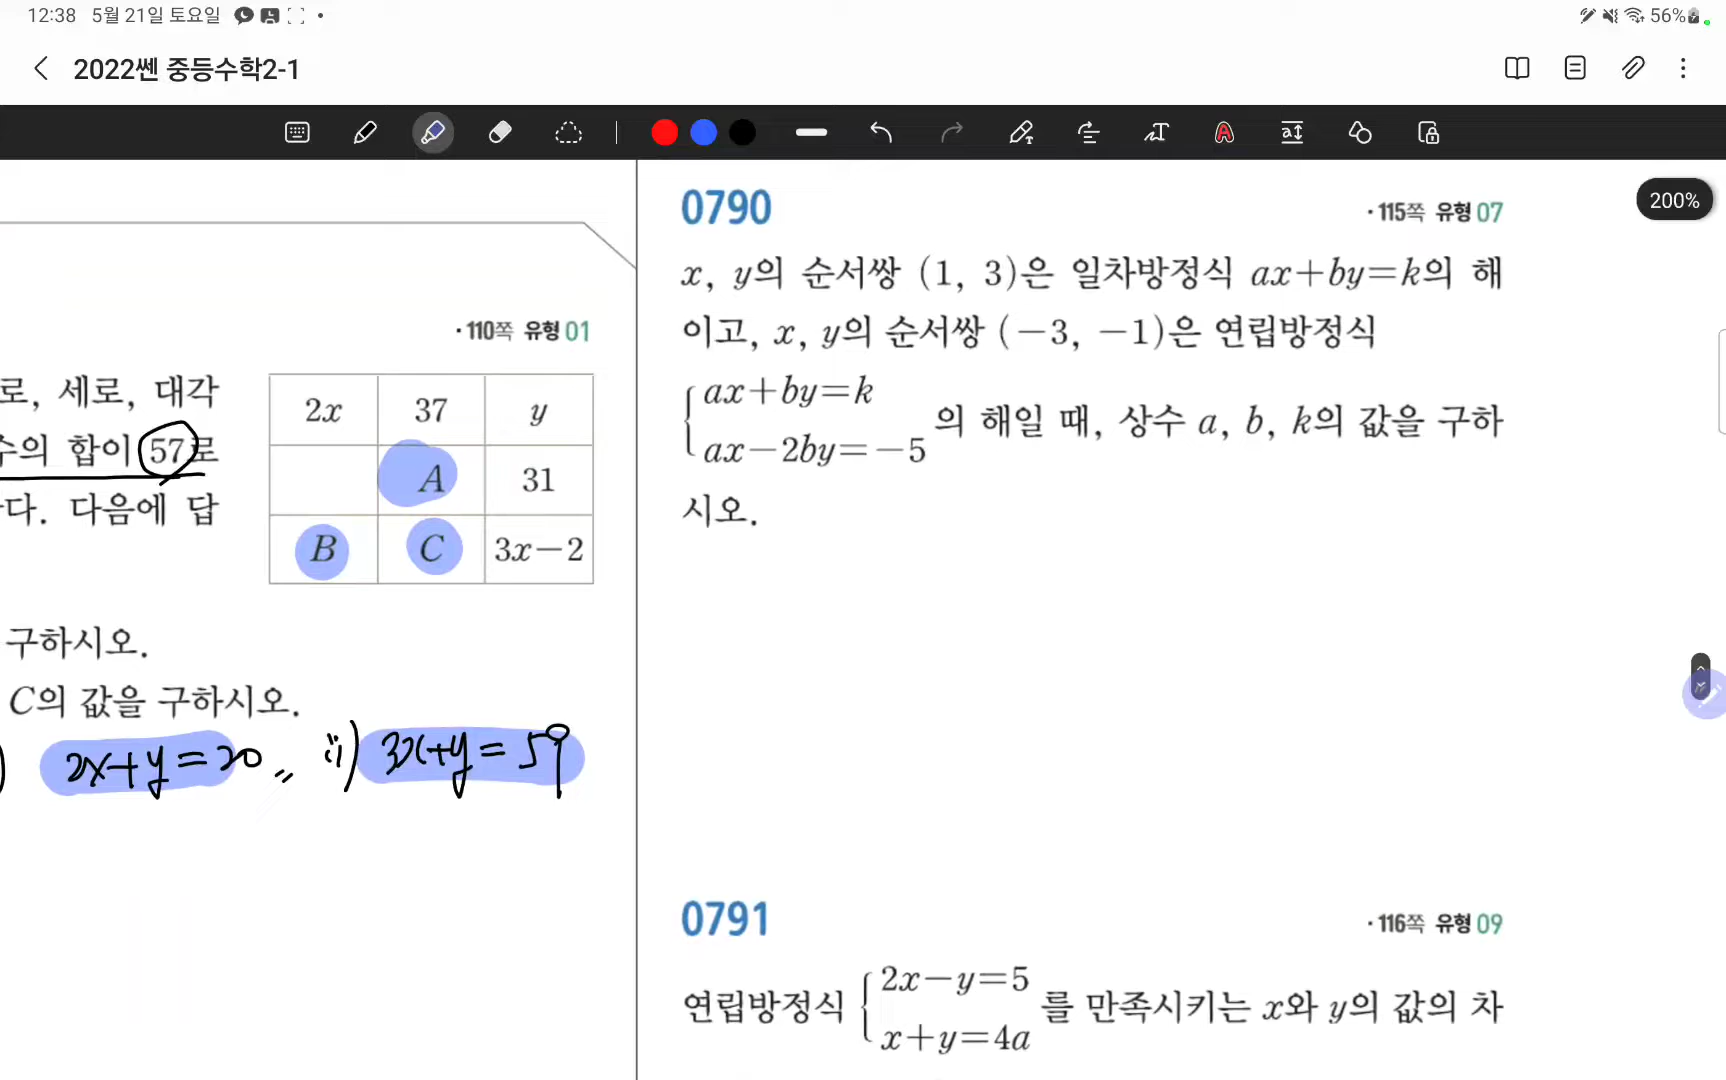 12:38 5월 21일 토요일
56%
2022쎈 중등수학2-1
200%
·110쪽 유형 01
로, 세로, 대각
수의 합이 57로
다. 다음에 답
2x 37 y
A 31
B C 3x−2
구하시오.
C의 값을 구하시오.
) 2x+y=20 〃 ii) 3x+y=59
0790
·115쪽 유형 07
x, y의 순서쌍 (1, 3)은 일차방정식 ax+by=k의 해
이고, x, y의 순서쌍 (−3, −1)은 연립방정식
ax+by=k
ax−2by=−5
의 해일 때, 상수 a, b, k의 값을 구하
시오.
0791
·116쪽 유형 09
연립방정식
2x−y=5
x+y=4a
를 만족시키는 x와 y의 값의 차